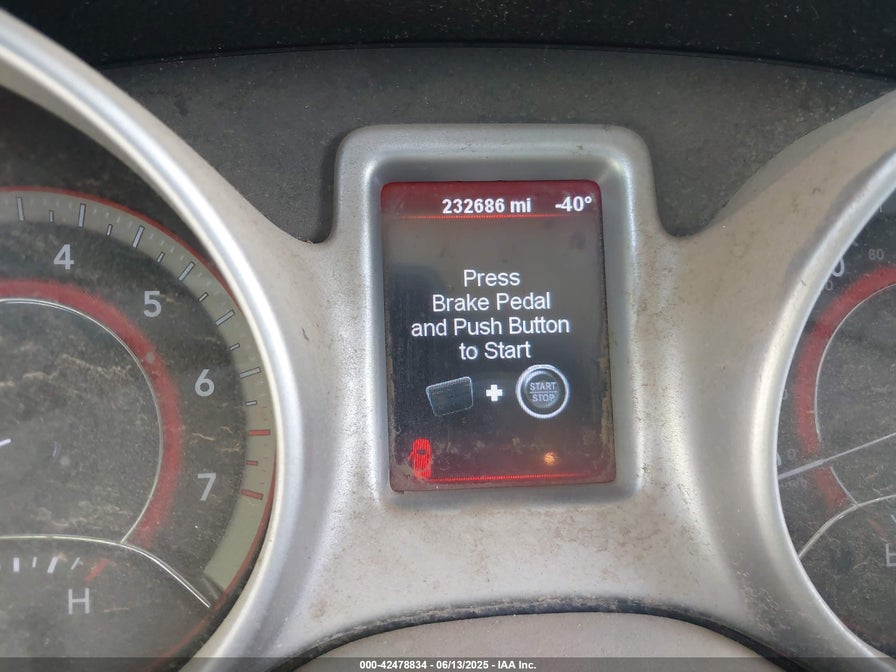 232686 mi -40°
Press
Brake Pedal
and Push Button
to Start
START
STOP
4
5
6
7
H
80
000-42478834 - 06/13/2025 - IAA Inc.